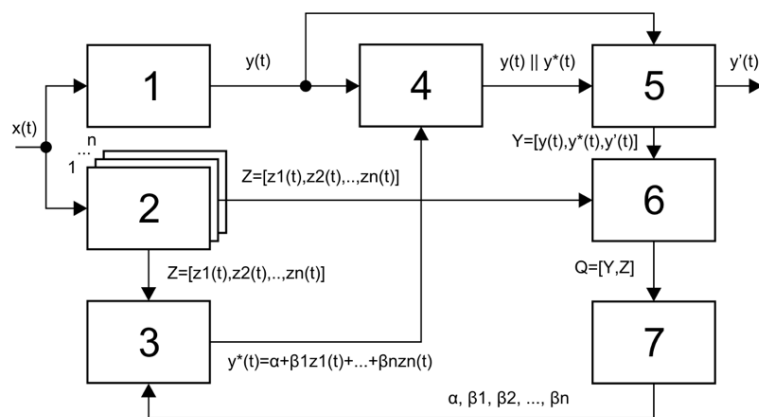 y(t)
y(t) || y*(t)
y'(t)
1
4
5
x(t)
n
...
1
Y=[y(t),y*(t),y'(t)]
Z=[z1(t),z2(t),..,zn(t)]
2
6
Z=[z1(t),z2(t),..,zn(t)]
Q=[Y,Z]
3
7
y*(t)=α+β1z1(t)+...+βnzn(t)
α, β1, β2, ..., βn